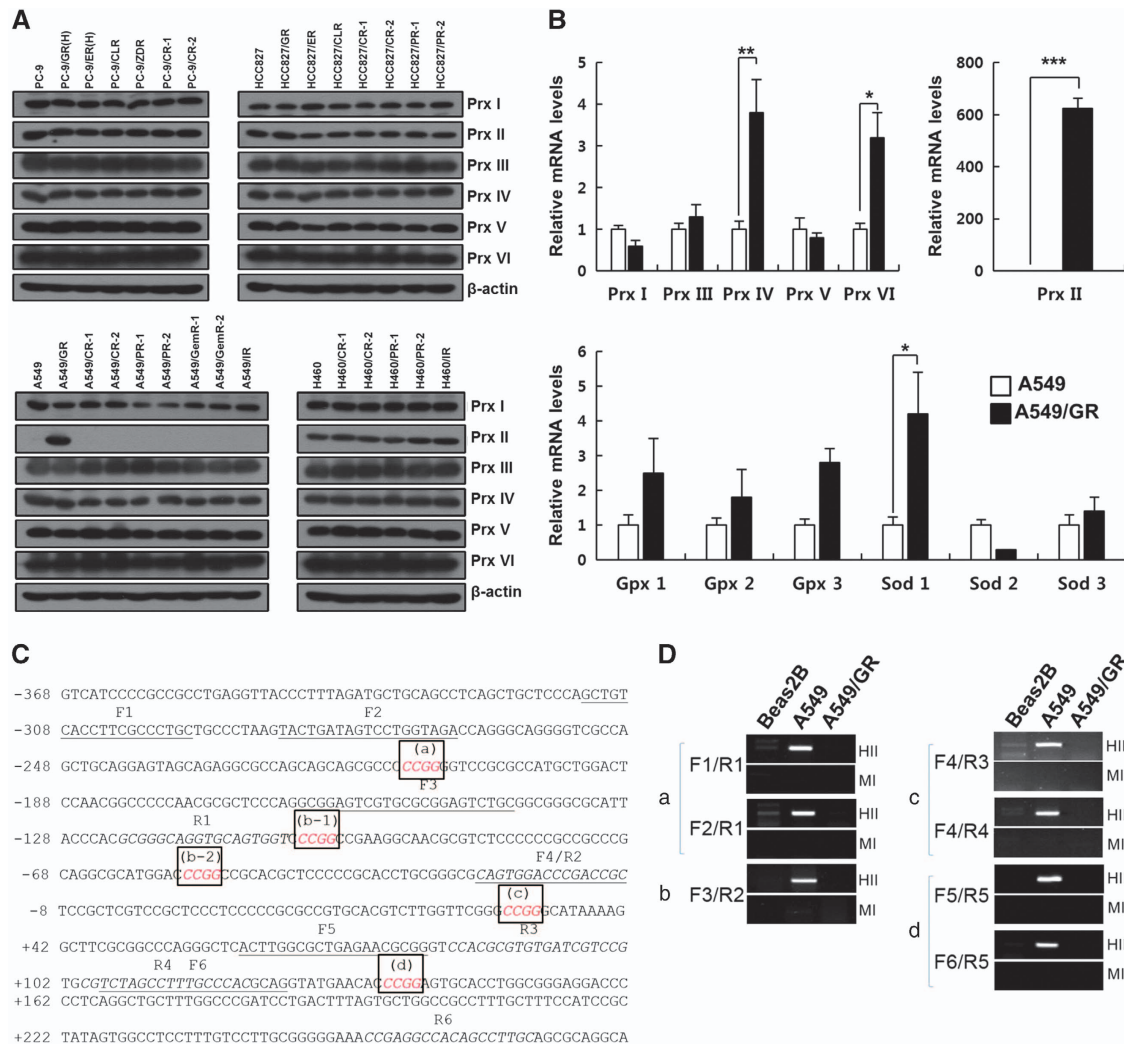 A
PC-9
PC-9/GR(H)
PC-9/ER(H)
PC-9/CLR
PC-9/ZDR
PC-9/CR-1
PC-9/CR-2
HCC827
HCC827/GR
HCC827/ER
HCC827/CLR
HCC827/CR-1
HCC827/CR-2
HCC827/PR-1
HCC827/PR-2
Prx I
Prx II
Prx III
Prx IV
Prx V
Prx VI
β-actin
A549
A549/GR
A549/CR-1
A549/CR-2
A549/PR-1
A549/PR-2
A549/GemR-1
A549/GemR-2
A549/IR
H460
H460/CR-1
H460/CR-2
H460/PR-1
H460/PR-2
H460/IR
Prx I
Prx II
Prx III
Prx IV
Prx V
Prx VI
β-actin
B
Relative mRNA levels
5
4
3
2
1
0
**
*
Prx I Prx III Prx IV Prx V Prx VI
Relative mRNA levels
800
600
400
200
0
***
Prx II
Relative mRNA levels
8
6
4
2
1
0
*
A549
A549/GR
Gpx 1 Gpx 2 Gpx 3 Sod 1 Sod 2 Sod 3
C
-368 GTCATCCCCGCCGCCTGAGGTTACCCTTTAGATGCTGCAGCCTCAGCTGCTCCCAGCTGT
F1 F2
-308 CACCTTCGCCCTGCTGCCCTAAGTACTGATAGTCCTGGTAGACCAGGGCAGGGGTCGCCA
(a)
-248 GCTGCAGGAGTAGCAGAGGCGCCAGCAGCAGCGCCCCCGGGGTCCGCGCCATGCTGGACT
F3
-188 CCAACGGCCCCCAACGCGCTCCCAGGCGGAGTCGTGCGCGGAGTCTGCGGCGGGCGCATT
R1 (b-1)
-128 ACCCACGCGGGCAGGTGCAGTGGTCCCGGCCGAAGGCAACGCGTCTCCCCCGCCGCCCG
(b-2) F4/R2
-68 CAGGCGCATGGACCCGGCCGCACGCTCCCCCGCACCTGCGGGCGCAGTGGACCCGACCGC
(c)
-8 TCCGCTCGTCCGCTCCCTCCCCCGCGCCGTGCACGTCTTGGTTCGGGCCGGGCATAAAAG
F5 R3
+42 GCTTCGCGGCCCAGGGCTCACTTGGCGCTGAGAACGCGGGTCCACGCGTGTGATCGTCCG
R4 F6 (d)
+102 TGCGTCTAGCCTTTGCCCACGCAGGTATGAACACCCGGAGTGCACCTGGCGGGAGGACCC
+162 CCTCAGGCTGCTTTGGCCCGATCCTGACTTTAGTGCTGGCCGCCTTTGCTTTCCATCCGC
R6
+222 TATAGTGGCCTCCTTTGTCCTTGCGGGGGAAACCGAGGCCACAGCCTTGCAGCGCAGGCA
D
Beas2B
A549
A549/GR
a
F1/R1
HII
MI
F2/R1
HII
MI
b
F3/R2
HII
MI
Beas2B
A549
A549/GR
c
F4/R3
HII
MI
F4/R4
HII
MI
d
F5/R5
HII
MI
F6/R5
HII
MI